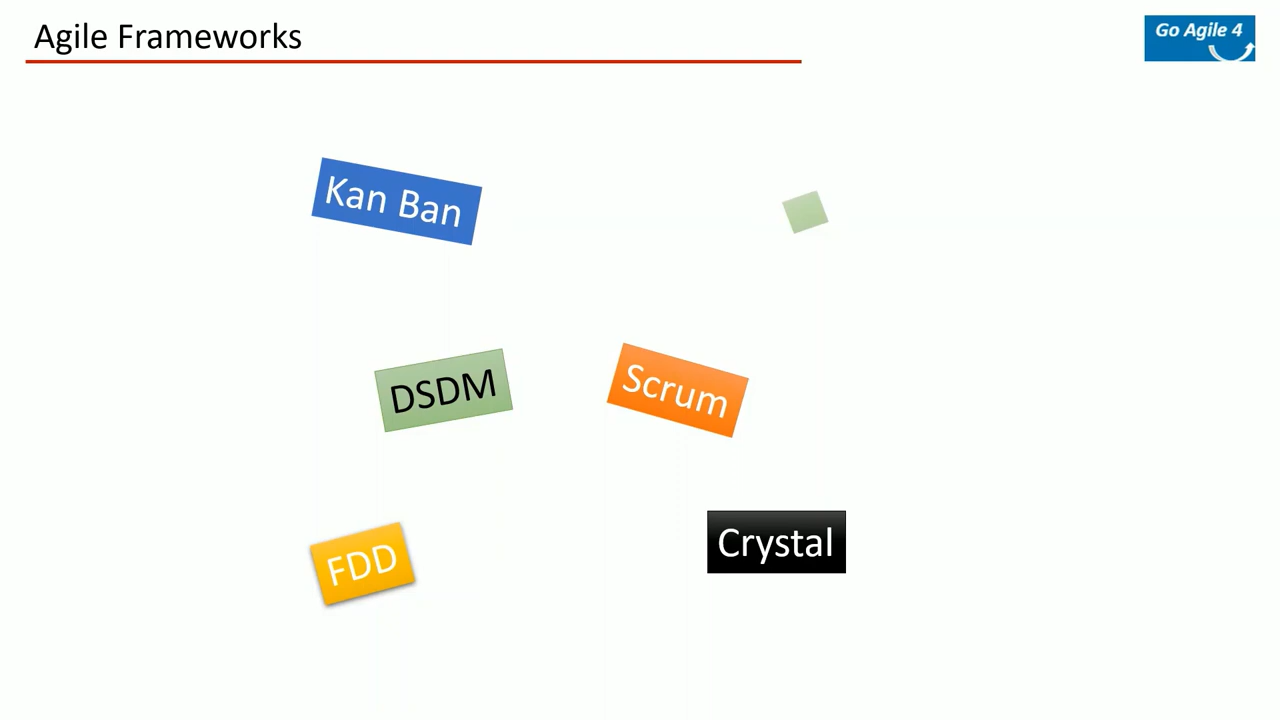 Agile Frameworks
Go Agile 4
Kan Ban
DSDM
Scrum
FDD
Crystal